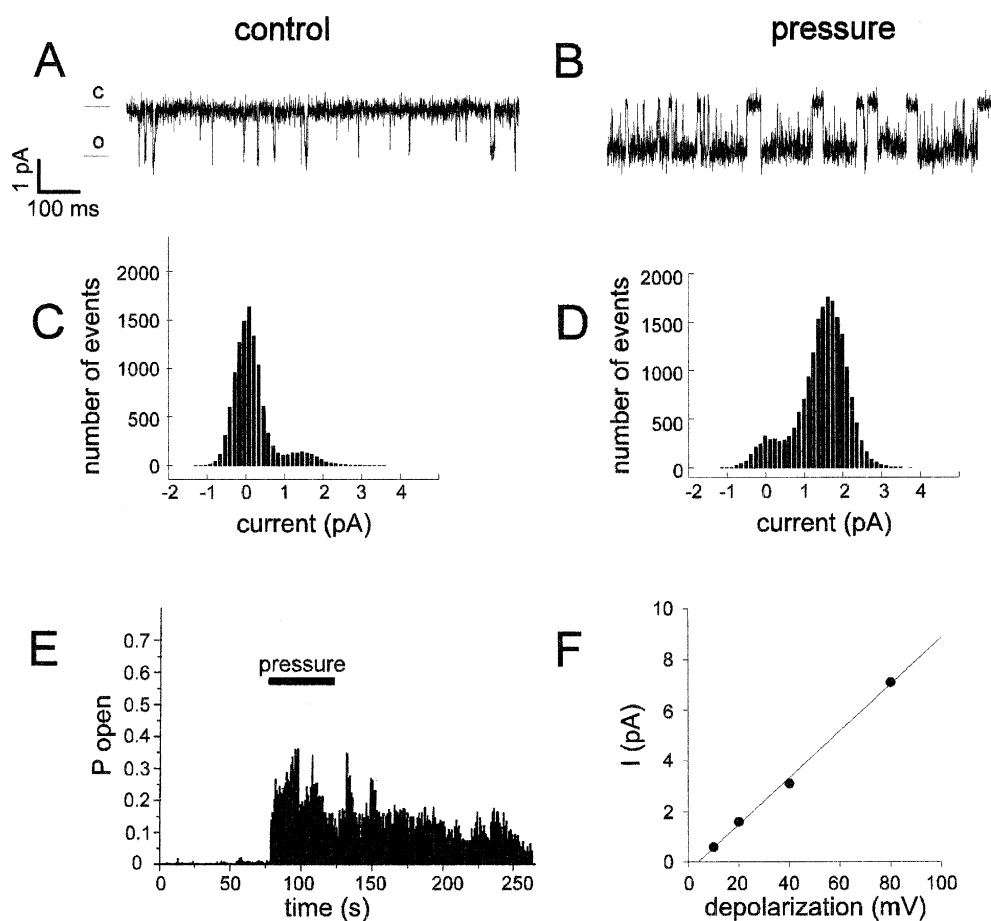 control
pressure
A
B
c
o
1 pA
100 ms
C
number of events
2000
1500
1000
500
0
-2 -1 0 1 2 3 4
current (pA)
D
number of events
2000
1500
1000
500
0
-2 -1 0 1 2 3 4
current (pA)
E
P open
0.7
0.6
0.5
0.4
0.3
0.2
0.1
0
pressure
0 50 100 150 200 250
time (s)
F
I (pA)
10
8
6
4
2
0
0 20 40 60 80 100
depolarization (mV)